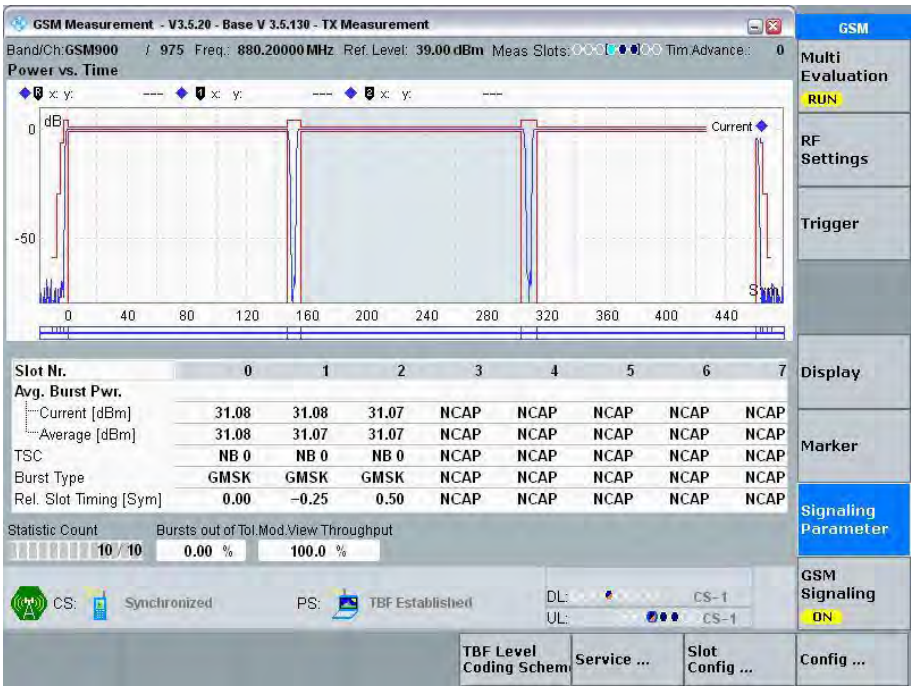 GSM Measurement - V3.5.20 - Base V 3.5.130 - TX Measurement
GSM
Band/Ch:GSM900 / 975 Freq.: 880.20000 MHz Ref. Level: 39.00 dBm Meas Slots: Tim.Advance.: 0
Power vs. Time
Multi Evaluation
RUN
R x: y: --- 1 x: y: --- 2 x: y: ---
dB
Current
0
-50
Sym
0 40 80 120 160 200 240 280 320 360 400 440
RF Settings
Trigger
Slot Nr. 0 1 2 3 4 5 6 7
Avg. Burst Pwr.
Current [dBm] 31.08 31.08 31.07 NCAP NCAP NCAP NCAP NCAP
Average [dBm] 31.08 31.07 31.07 NCAP NCAP NCAP NCAP NCAP
TSC NB 0 NB 0 NB 0 NCAP NCAP NCAP NCAP NCAP
Burst Type GMSK GMSK GMSK NCAP NCAP NCAP NCAP NCAP
Rel. Slot Timing [Sym] 0.00 −0.25 0.50 NCAP NCAP NCAP NCAP NCAP
Display
Marker
Signaling Parameter
Statistic Count Bursts out of Tol. Mod.View Throughput
10 / 10 0.00 % 100.0 %
CS: Synchronized PS: TBF Established DL: CS-1
UL: CS-1
GSM Signaling
ON
TBF Level Coding Schem
Service ...
Slot Config ...
Config ...